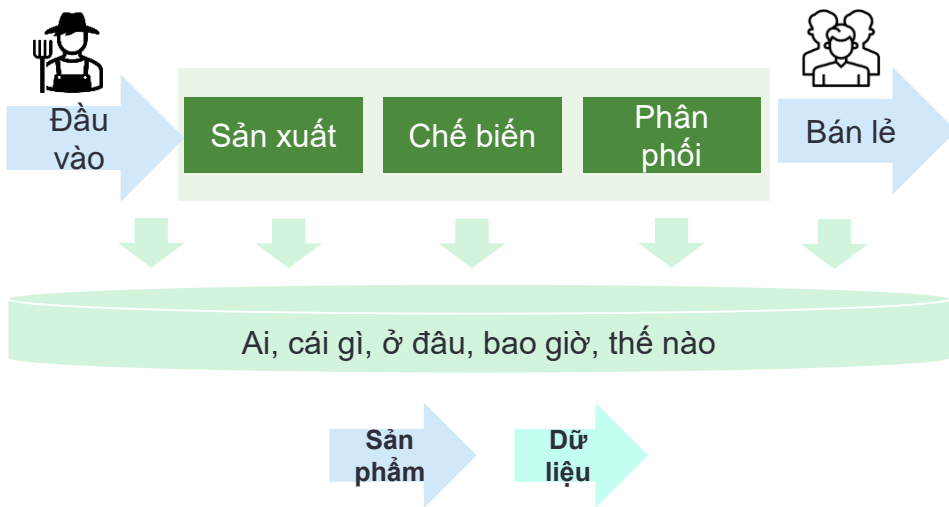 Đầu
vào
Sản xuất
Chế biến
Phân
phối
Bán lẻ
Ai, cái gì, ở đâu, bao giờ, thế nào
Sản
phẩm
Dữ
liệu